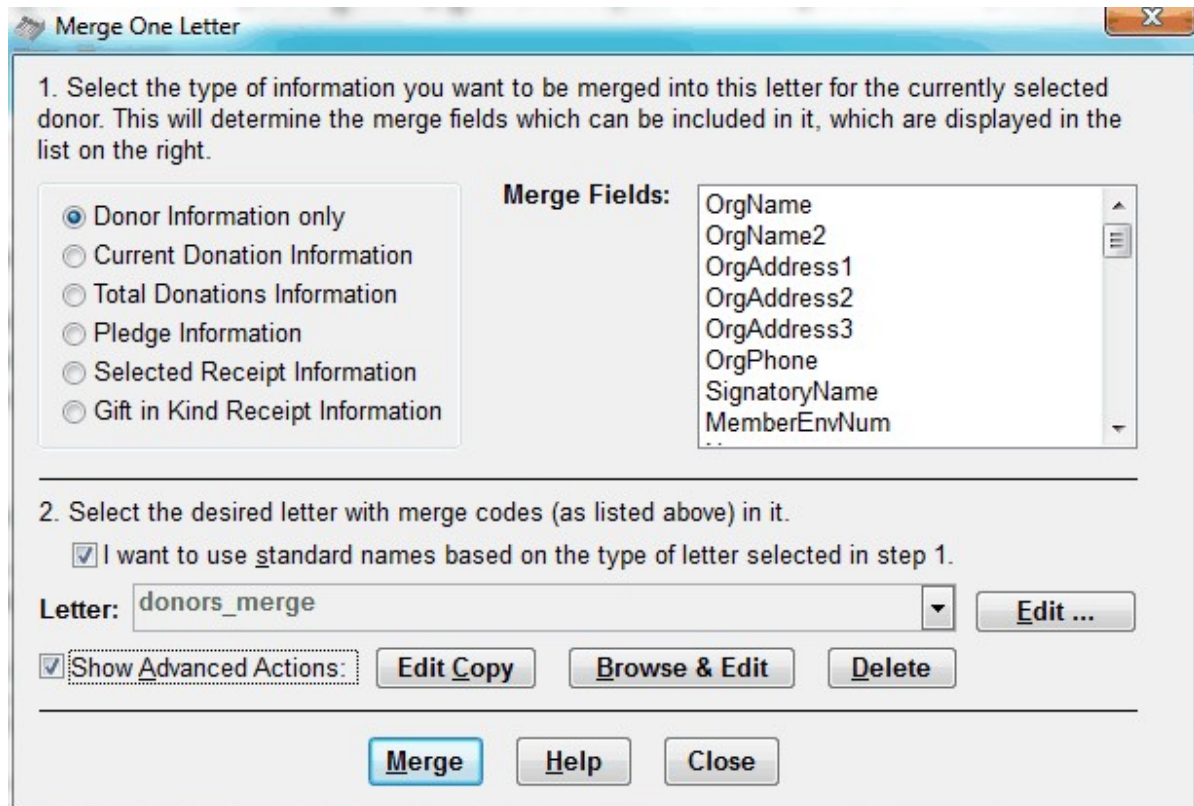 Merge One Letter
1. Select the type of information you want to be merged into this letter for the currently selected
donor. This will determine the merge fields which can be included in it, which are displayed in the
list on the right.
Donor Information only
Current Donation Information
Total Donations Information
Pledge Information
Selected Receipt Information
Gift in Kind Receipt Information
Merge Fields:
OrgName
OrgName2
OrgAddress1
OrgAddress2
OrgAddress3
OrgPhone
SignatoryName
MemberEnvNum
2. Select the desired letter with merge codes (as listed above) in it.
I want to use standard names based on the type of letter selected in step 1.
Letter: donors_merge Edit ...
Show Advanced Actions: Edit Copy Browse & Edit Delete
Merge Help Close